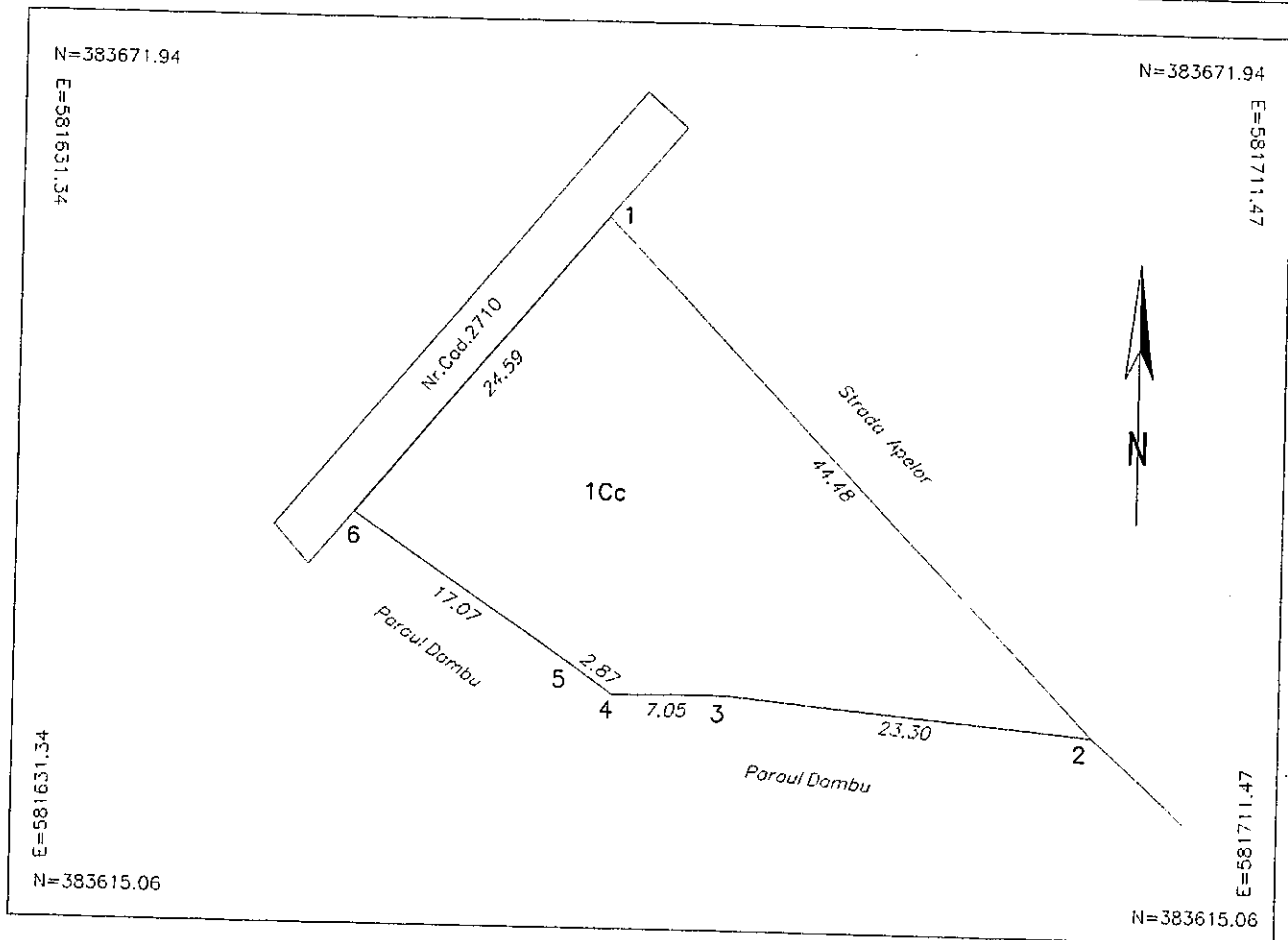 N=383671.94
N=383671.94
E=581631.34
E=581711.47
1
Nr.Cad.2710
24.59
Strada Apelor
44.48
N
1Cc
6
17.07
Paraul Dambu
2.87
5
4
7.05
3
23.30
2
Paraul Dambu
E=581631.34
E=581711.47
N=383615.06
N=383615.06